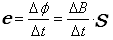 e = Δϕ/Δt = ΔB/Δt · S